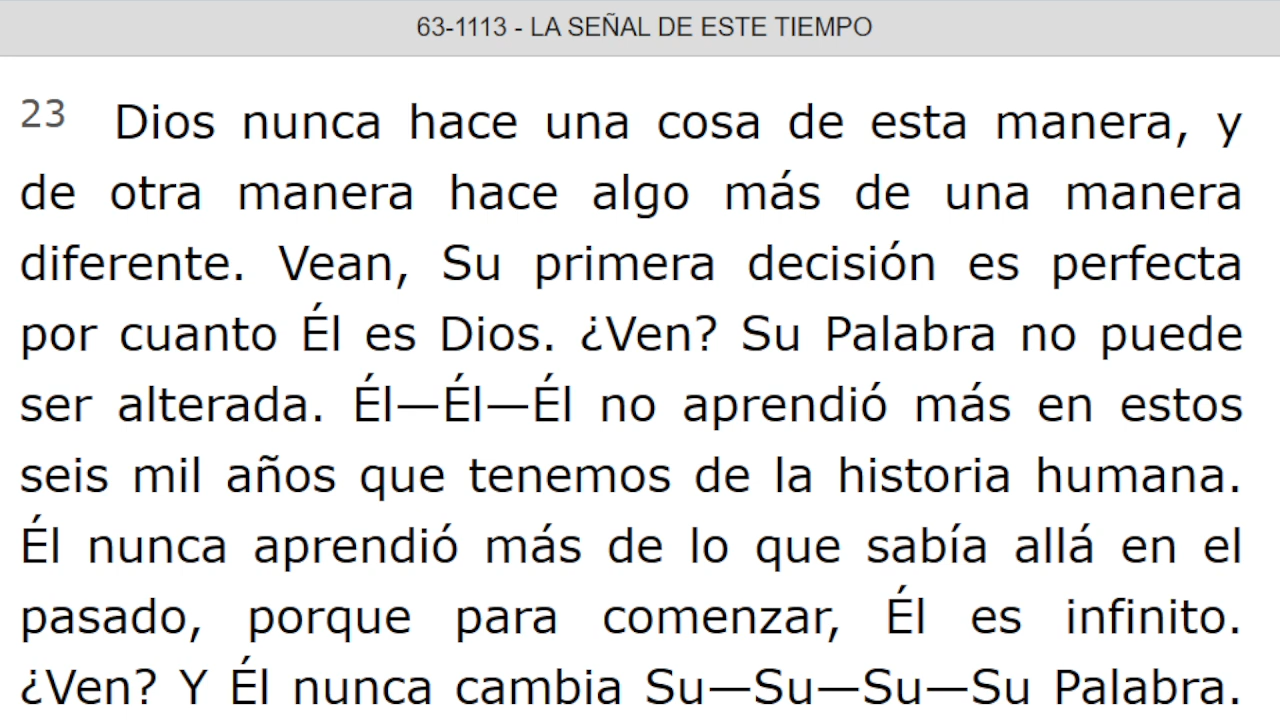 63-1113 - LA SEÑAL DE ESTE TIEMPO
23 Dios nunca hace una cosa de esta manera, y
de otra manera hace algo más de una manera
diferente. Vean, Su primera decisión es perfecta
por cuanto Él es Dios. ¿Ven? Su Palabra no puede
ser alterada. Él—Él—Él no aprendió más en estos
seis mil años que tenemos de la historia humana.
Él nunca aprendió más de lo que sabía allá en el
pasado, porque para comenzar, Él es infinito.
¿Ven? Y Él nunca cambia Su—Su—Su—Su Palabra.